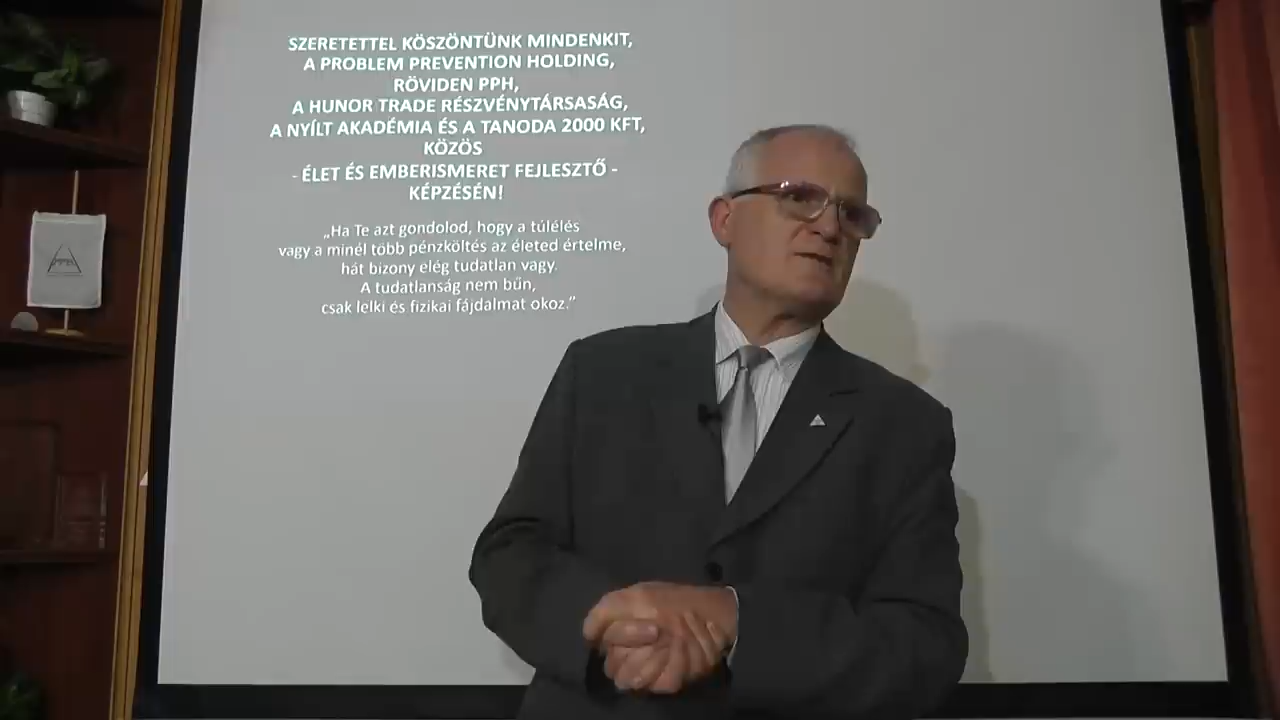 SZERETETTEL KÖSZÖNTÜNK MINDENKIT,
A PROBLEM PREVENTION HOLDING,
RÖVIDEN PPH,
A HUNOR TRADE RÉSZVÉNYTÁRSASÁG,
A NYÍLT AKADÉMIA ÉS A TANODA 2000 KFT,
KÖZÖS
- ÉLET ÉS EMBERISMERET FEJLESZTŐ -
KÉPZÉSÉN!
„Ha Te azt gondolod, hogy a túlélés
vagy a minél több pénzköltés az életed értelme,
hát bizony elég tudatlan vagy.
A tudatlanság nem bűn,
csak lelki és fizikai fájdalmat okoz.”